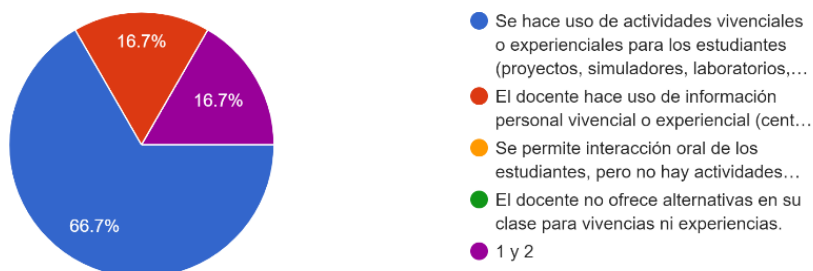 16.7%
16.7%
66.7%
Se hace uso de actividades vivenciales
o experienciales para los estudiantes
(proyectos, simuladores, laboratorios,…
El docente hace uso de información
personal vivencial o experiencial (cent…
Se permite interacción oral de los
estudiantes, pero no hay actividades…
El docente no ofrece alternativas en su
clase para vivencias ni experiencias.
1 y 2